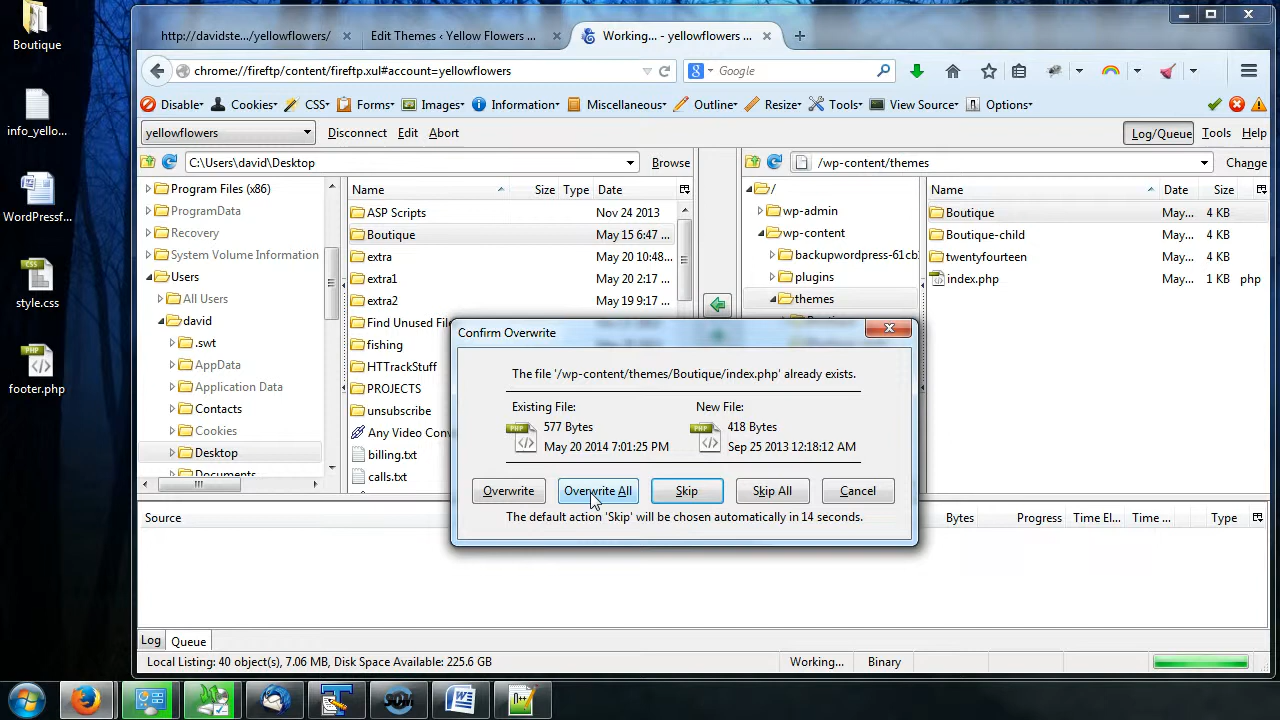 Boutique
info_yello...
WordPressf...
style.css
footer.php
http://davidste.../yellowflowers/
Edit Themes ‹ Yellow Flowers ...
Working... - yellowflowers ...
chrome://fireftp/content/fireftp.xul#account=yellowflowers
Google
Disable▾ Cookies▾ CSS▾ Forms▾ Images▾ Information▾ Miscellaneous▾ Outline▾ Resize▾ Tools▾ View Source▾ Options▾
yellowflowers Disconnect Edit Abort Log/Queue Tools Help
C:\Users\david\Desktop Browse
/wp-content/themes Change
Program Files (x86)
ProgramData
Recovery
System Volume Information
Users
All Users
david
.swt
AppData
Application Data
Contacts
Cookies
Desktop
Documents
Name Size Type Date
ASP Scripts Nov 24 2013
Boutique May 15 6:47 ...
extra May 20 10:48...
extra1 May 20 2:17 ...
extra2 May 19 9:17 ...
Find Unused Fil
fishing
HTTrackStuff
PROJECTS
unsubscribe
Any Video Conv
billing.txt
calls.txt
/
wp-admin
wp-content
backupwordpress-61cb
plugins
themes
Name Date Size
Boutique May... 4 KB
Boutique-child May... 4 KB
twentyfourteen May... 4 KB
index.php May... 1 KB php
Confirm Overwrite
The file '/wp-content/themes/Boutique/index.php' already exists.
Existing File: New File:
577 Bytes 418 Bytes
May 20 2014 7:01:25 PM Sep 25 2013 12:18:12 AM
Overwrite Overwrite All Skip Skip All Cancel
The default action 'Skip' will be chosen automatically in 14 seconds.
Source Bytes Progress Time El... Time ... Type
Log Queue
Local Listing: 40 object(s), 7.06 MB, Disk Space Available: 225.6 GB Working... Binary